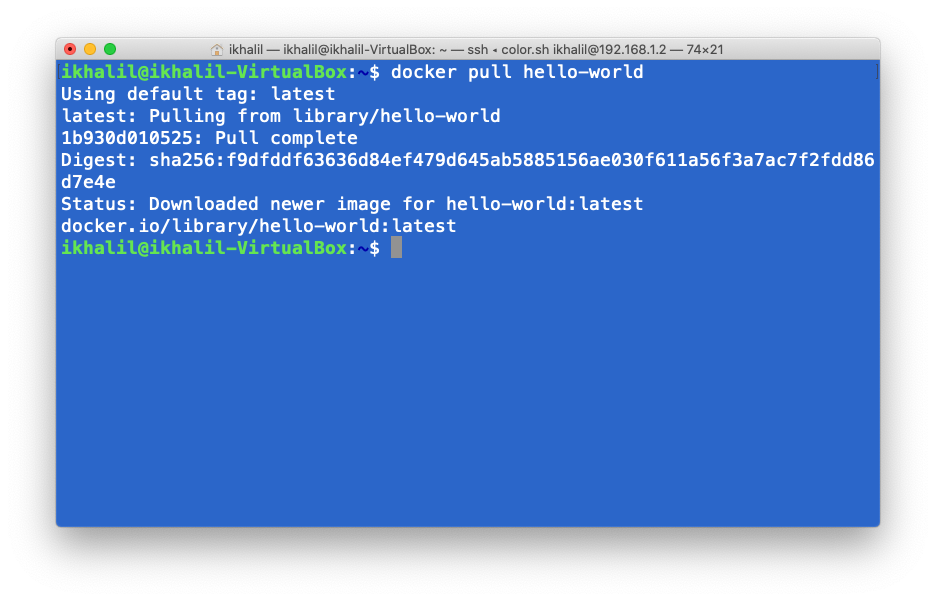 ikhalil — ikhalil@ikhalil-VirtualBox: ~ — ssh ◂ color.sh ikhalil@192.168.1.2 — 74×21
ikhalil@ikhalil-VirtualBox:~$ docker pull hello-world
Using default tag: latest
latest: Pulling from library/hello-world
1b930d010525: Pull complete
Digest: sha256:f9dfddf63636d84ef479d645ab5885156ae030f611a56f3a7ac7f2fdd86
d7e4e
Status: Downloaded newer image for hello-world:latest
docker.io/library/hello-world:latest
ikhalil@ikhalil-VirtualBox:~$